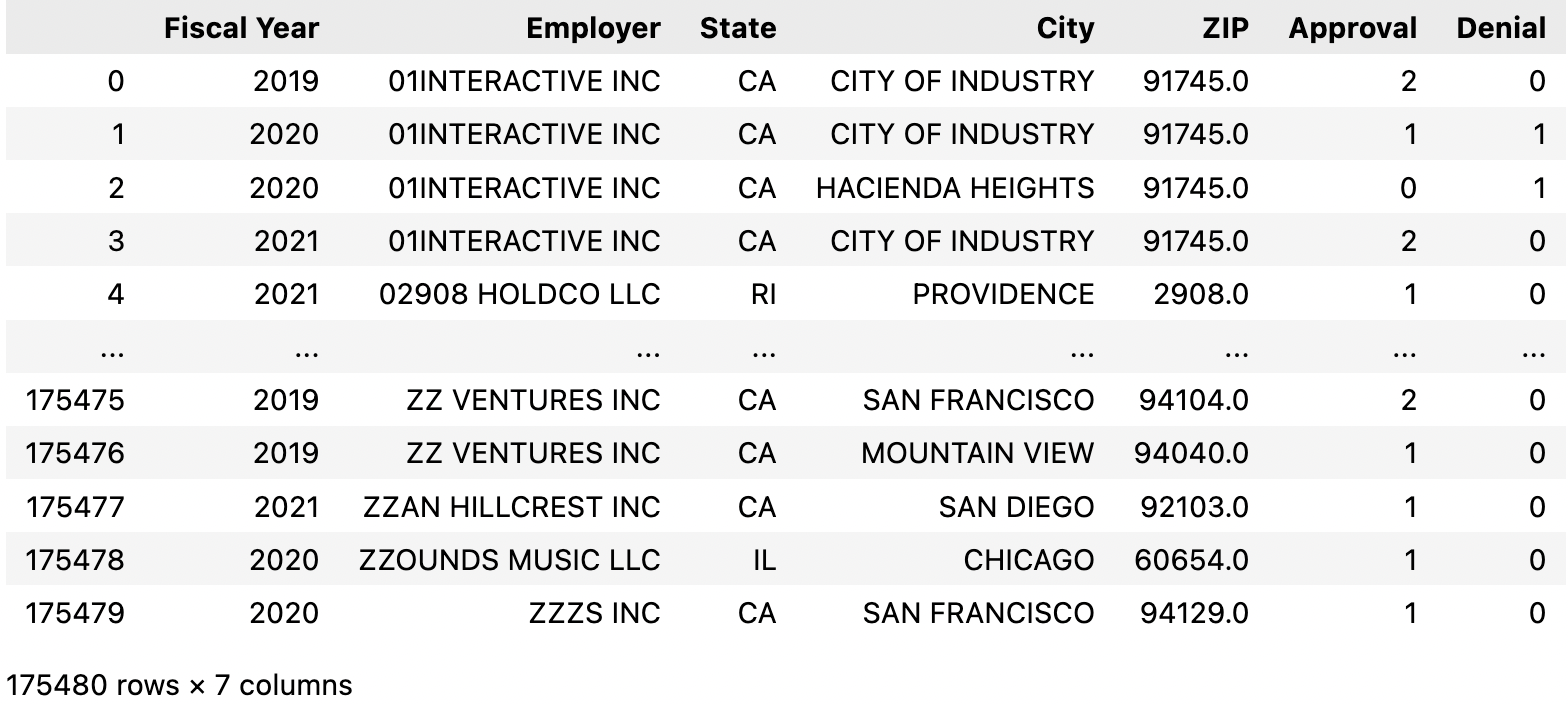 Fiscal Year Employer State City ZIP Approval Denial
0 2019 01INTERACTIVE INC CA CITY OF INDUSTRY 91745.0 2 0
1 2020 01INTERACTIVE INC CA CITY OF INDUSTRY 91745.0 1 1
2 2020 01INTERACTIVE INC CA HACIENDA HEIGHTS 91745.0 0 1
3 2021 01INTERACTIVE INC CA CITY OF INDUSTRY 91745.0 2 0
4 2021 02908 HOLDCO LLC RI PROVIDENCE 2908.0 1 0
... ... ... ... ... ... ... ...
175475 2019 ZZ VENTURES INC CA SAN FRANCISCO 94104.0 2 0
175476 2019 ZZ VENTURES INC CA MOUNTAIN VIEW 94040.0 1 0
175477 2021 ZZAN HILLCREST INC CA SAN DIEGO 92103.0 1 0
175478 2020 ZZOUNDS MUSIC LLC IL CHICAGO 60654.0 1 0
175479 2020 ZZZS INC CA SAN FRANCISCO 94129.0 1 0
175480 rows × 7 columns